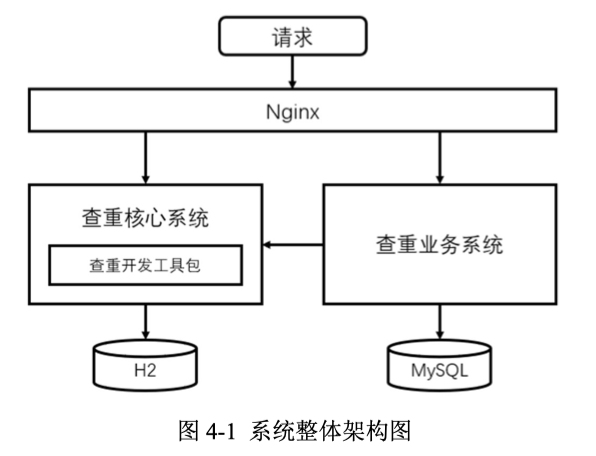 请求
Nginx
查重核心系统
查重开发工具包
查重业务系统
H2
MySQL
图 4-1 系统整体架构图